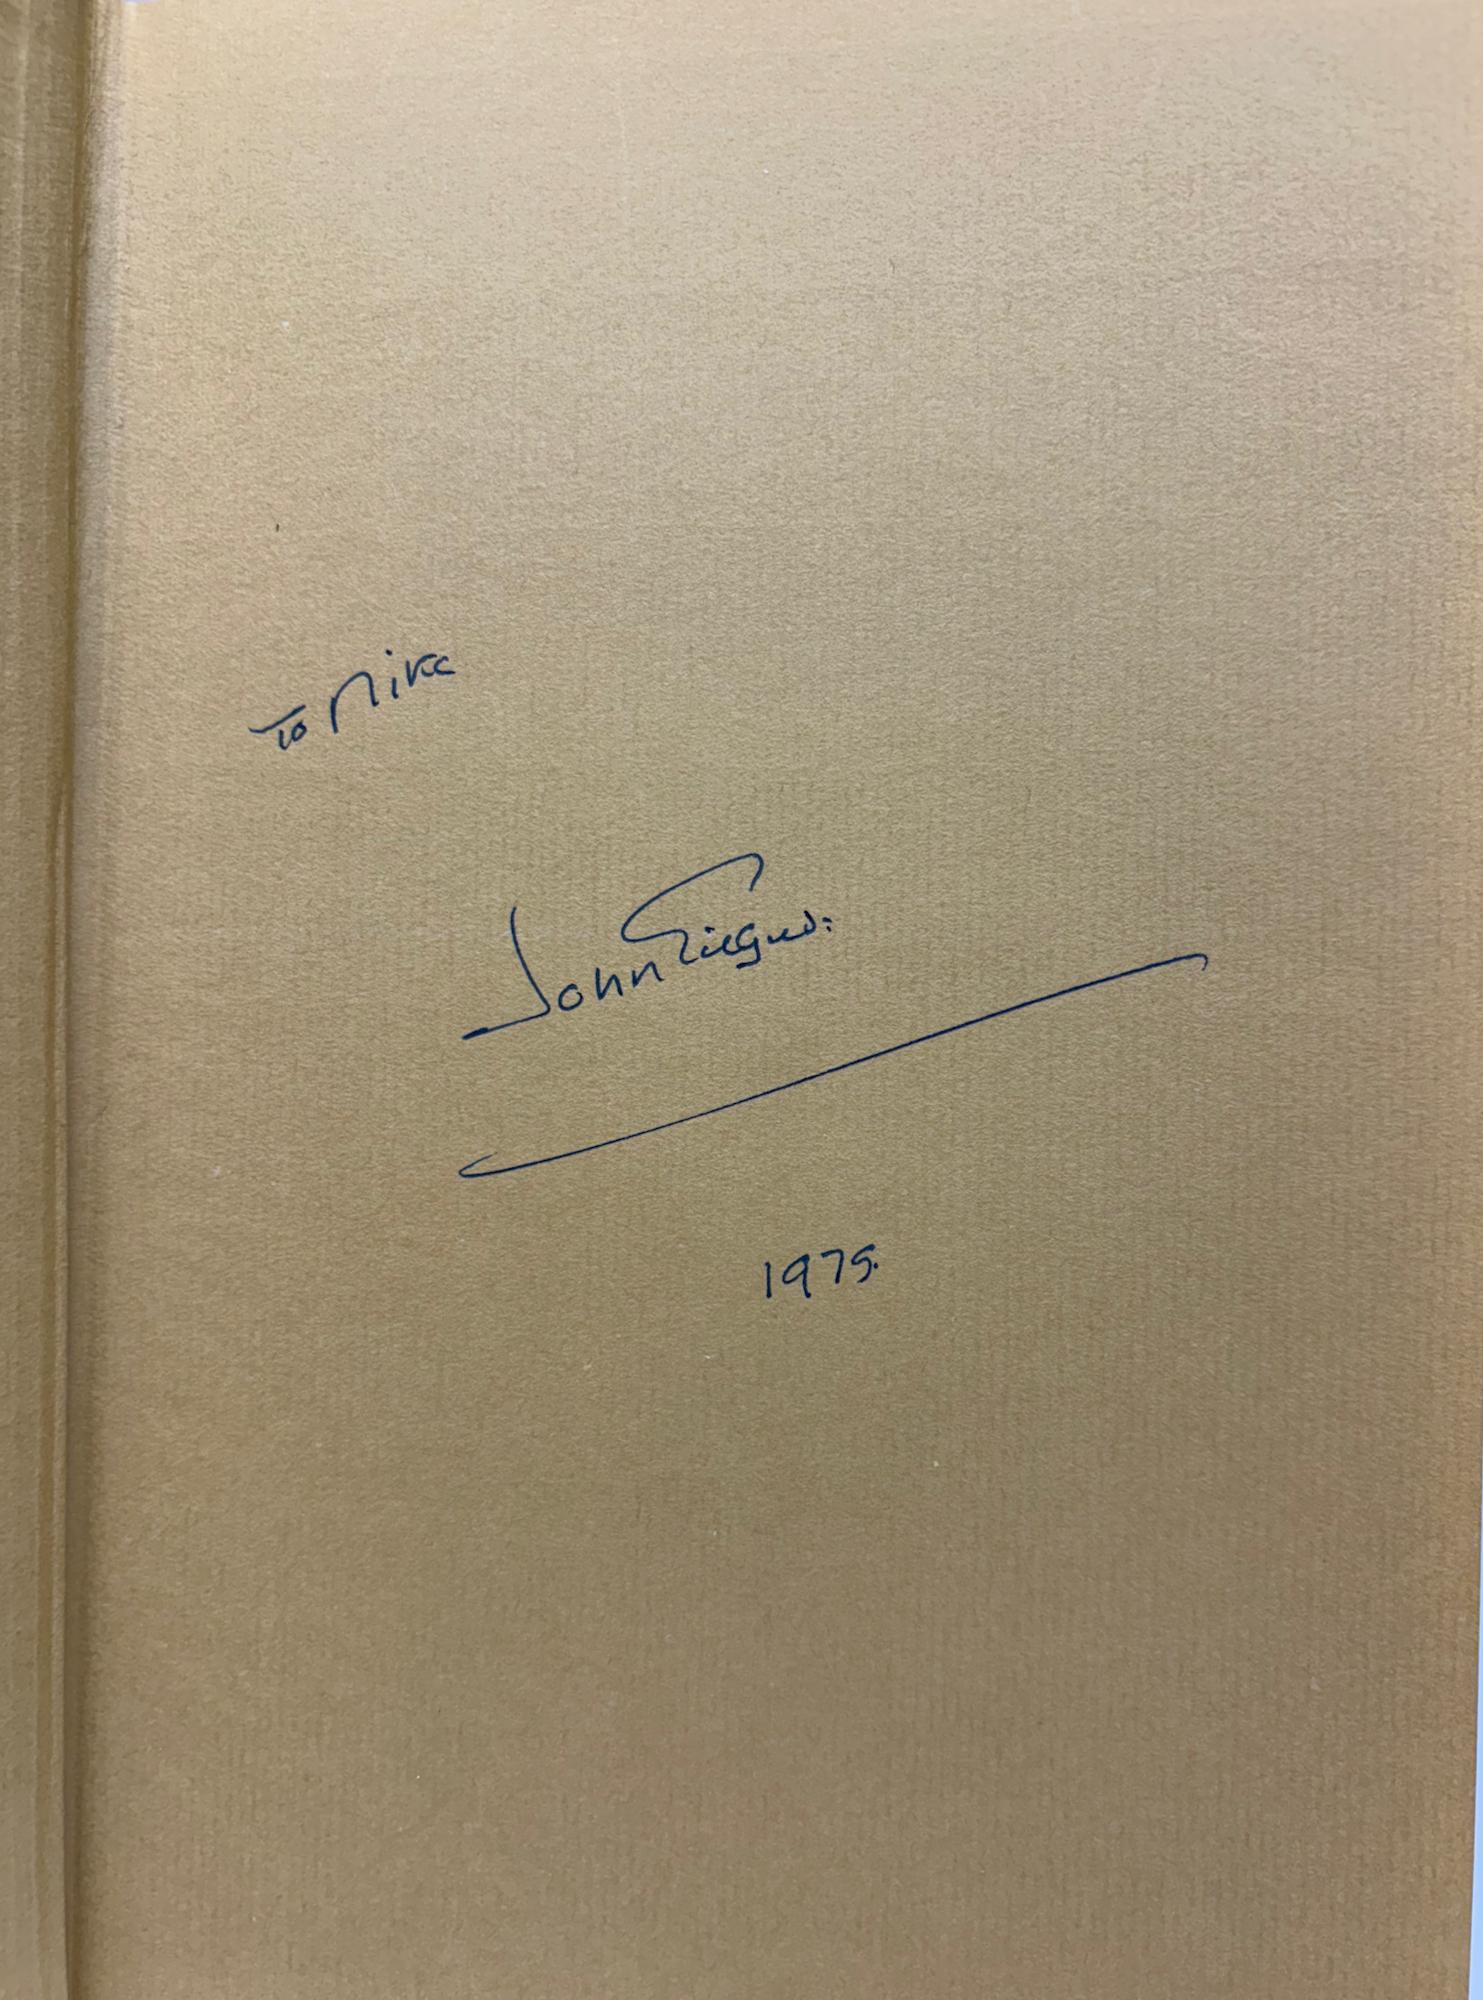 To Mike
John Gielgud.
1975.